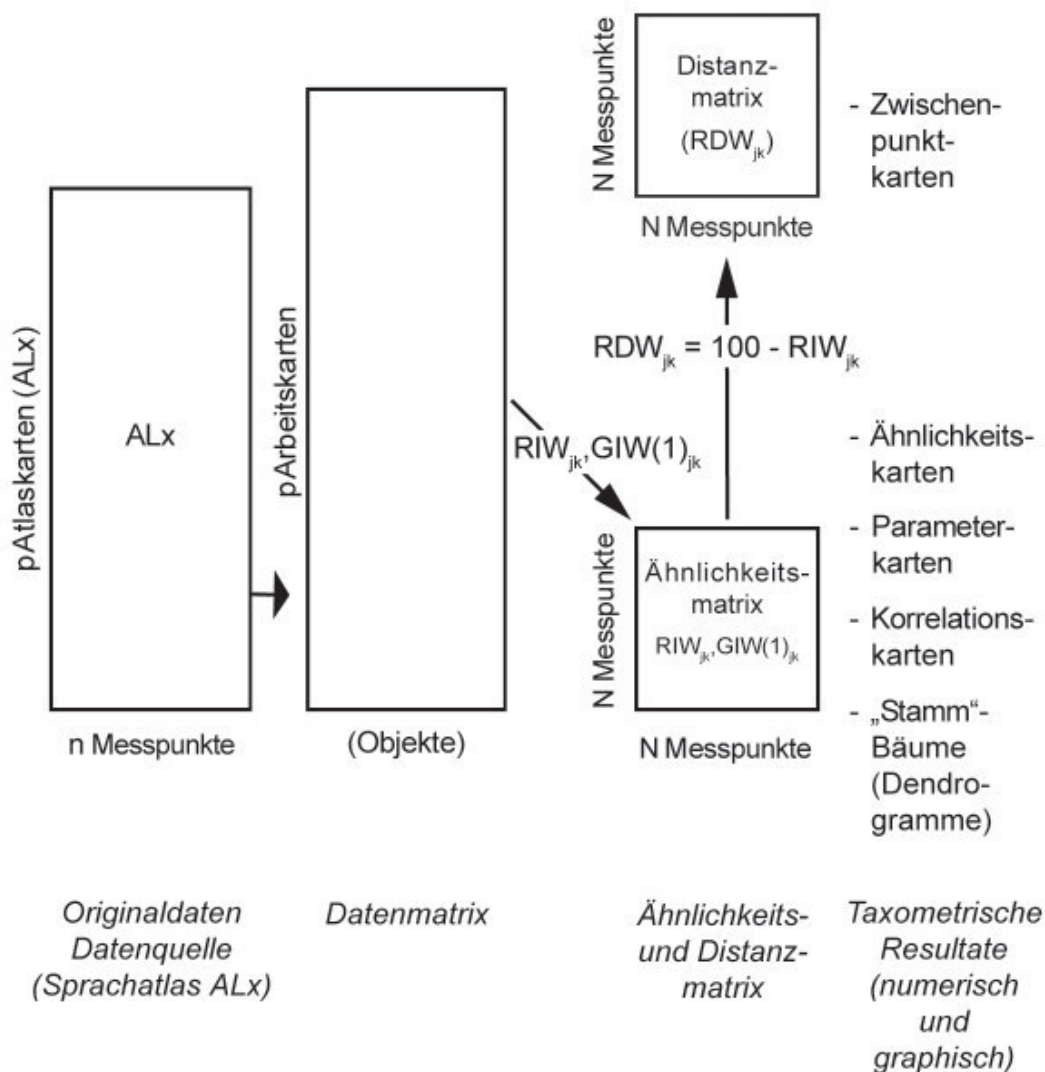 N Messpunkte
Distanz-
matrix
(RDWjk)
N Messpunkte
- Zwischen-
punkt-
karten
pAtlaskarten (ALx)
ALx
n Messpunkte
pArbeitskarten
(Objekte)
RIWjk,GIW(1)jk
RDWjk = 100 - RIWjk
N Messpunkte
Ähnlichkeits-
matrix
RIWjk,GIW(1)jk
N Messpunkte
- Ähnlichkeits-
karten
- Parameter-
karten
- Korrelations-
karten
- „Stamm“-
Bäume
(Dendro-
gramme)
Originaldaten
Datenquelle
(Sprachatlas ALx)
Datenmatrix
Ähnlichkeits-
und Distanz-
matrix
Taxometrische
Resultate
(numerisch
und
graphisch)